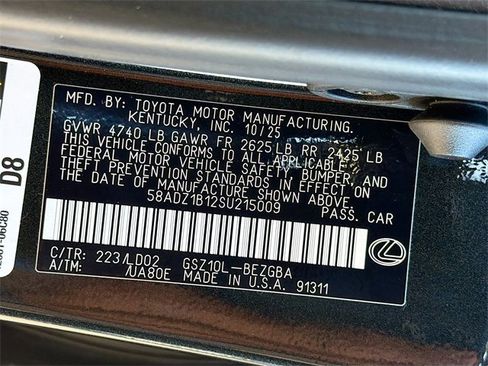 MFD. BY: TOYOTA MOTOR MANUFACTURING,
KENTUCKY, INC. 10/25
GVWR 4740 LB GAWR FR 2625 LB RR 2425 LB
THIS VEHICLE CONFORMS TO ALL APPLICABLE
FEDERAL MOTOR VEHICLE SAFETY, BUMPER, AND
THEFT PREVENTION STANDARDS IN EFFECT ON
THE DATE OF MANUFACTURE SHOWN ABOVE.
58ADZ1B12SU215009 PASS. CAR
C/TR: 223/LD02 GSZ10L-BEZGBA
A/TM: /UA80E MADE IN U.S.A. 91311
D8